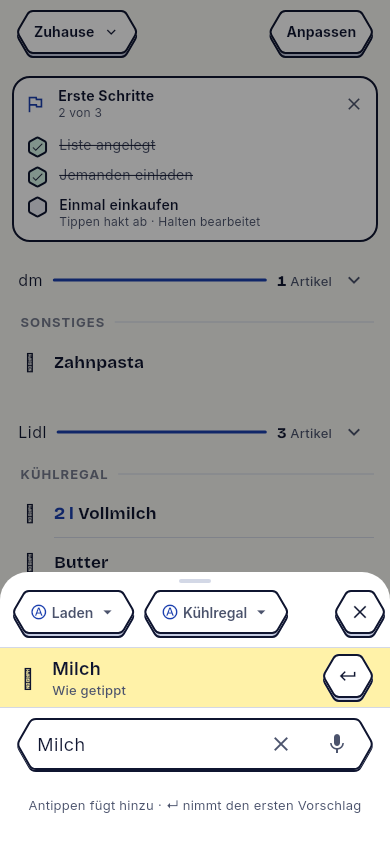 Zuhause
Anpassen
Erste Schritte
2 von 3
Liste angelegt
Jemanden einladen
Einmal einkaufen
Tippen hakt ab · Halten bearbeitet
dm
1 Artikel
SONSTIGES
Zahnpasta
Lidl
3 Artikel
KÜHLREGAL
2 l Vollmilch
Butter
A Laden
A Kühlregal
Milch
Wie getippt
Milch
Antippen fügt hinzu · ↵ nimmt den ersten Vorschlag